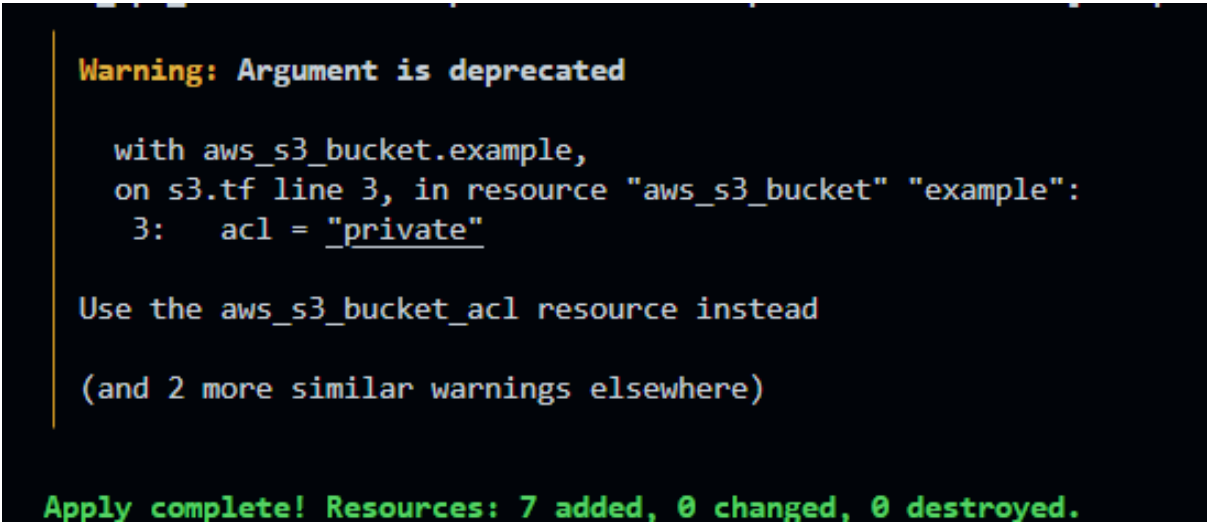 Warning: Argument is deprecated
with aws_s3_bucket.example,
on s3.tf line 3, in resource "aws_s3_bucket" "example":
3: acl = "private"
Use the aws_s3_bucket_acl resource instead
(and 2 more similar warnings elsewhere)
Apply complete! Resources: 7 added, 0 changed, 0 destroyed.